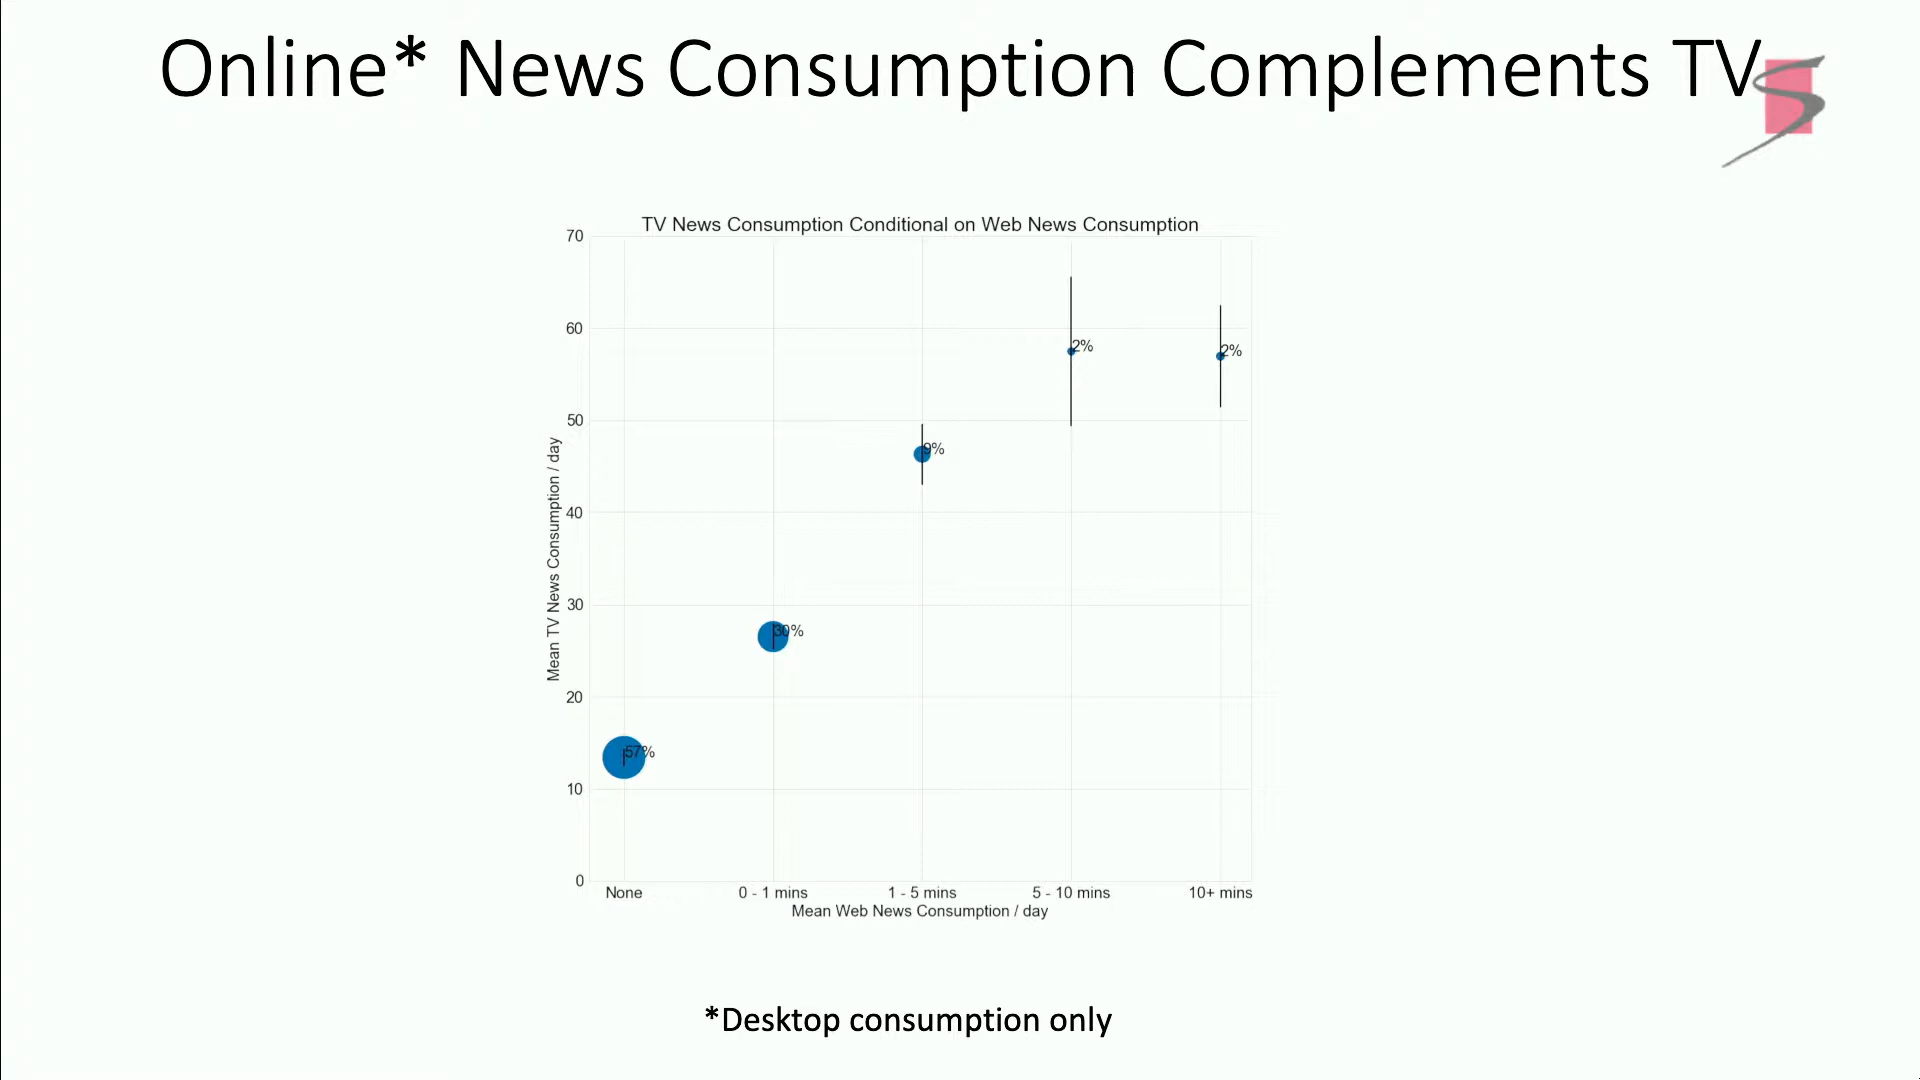 Online* News Consumption Complements TV
TV News Consumption Conditional on Web News Consumption
70
60
50
40
30
20
10
0
Mean TV News Consumption / day
2%
2%
9%
30%
57%
None
0 - 1 mins
1 - 5 mins
5 - 10 mins
10+ mins
Mean Web News Consumption / day
*Desktop consumption only